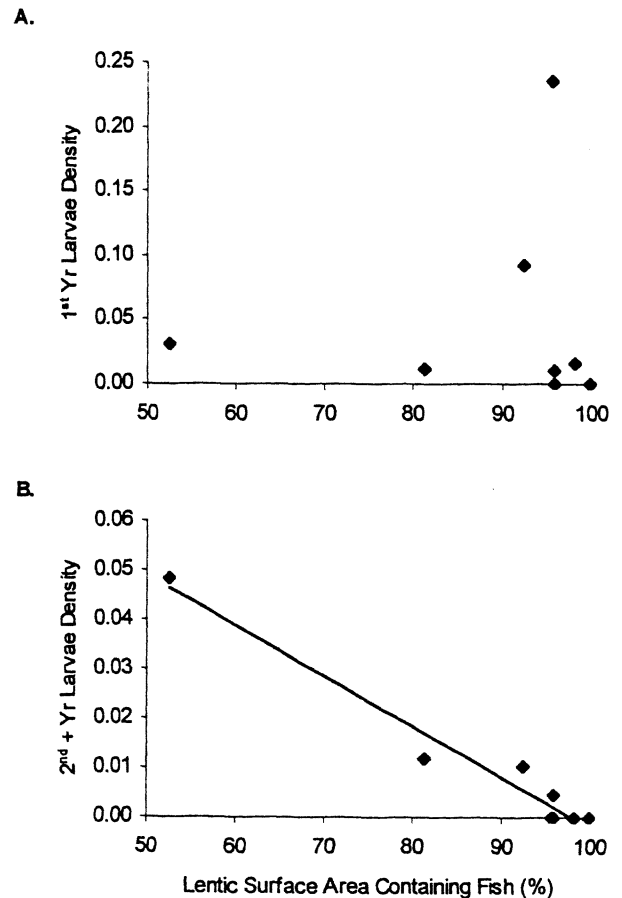 A.
0.25
0.20
0.15
0.10
0.05
0.00
1st Yr Larvae Density
50 60 70 80 90 100
B.
0.06
0.05
0.04
0.03
0.02
0.01
0.00
2nd + Yr Larvae Density
50 60 70 80 90 100
Lentic Surface Area Containing Fish (%)